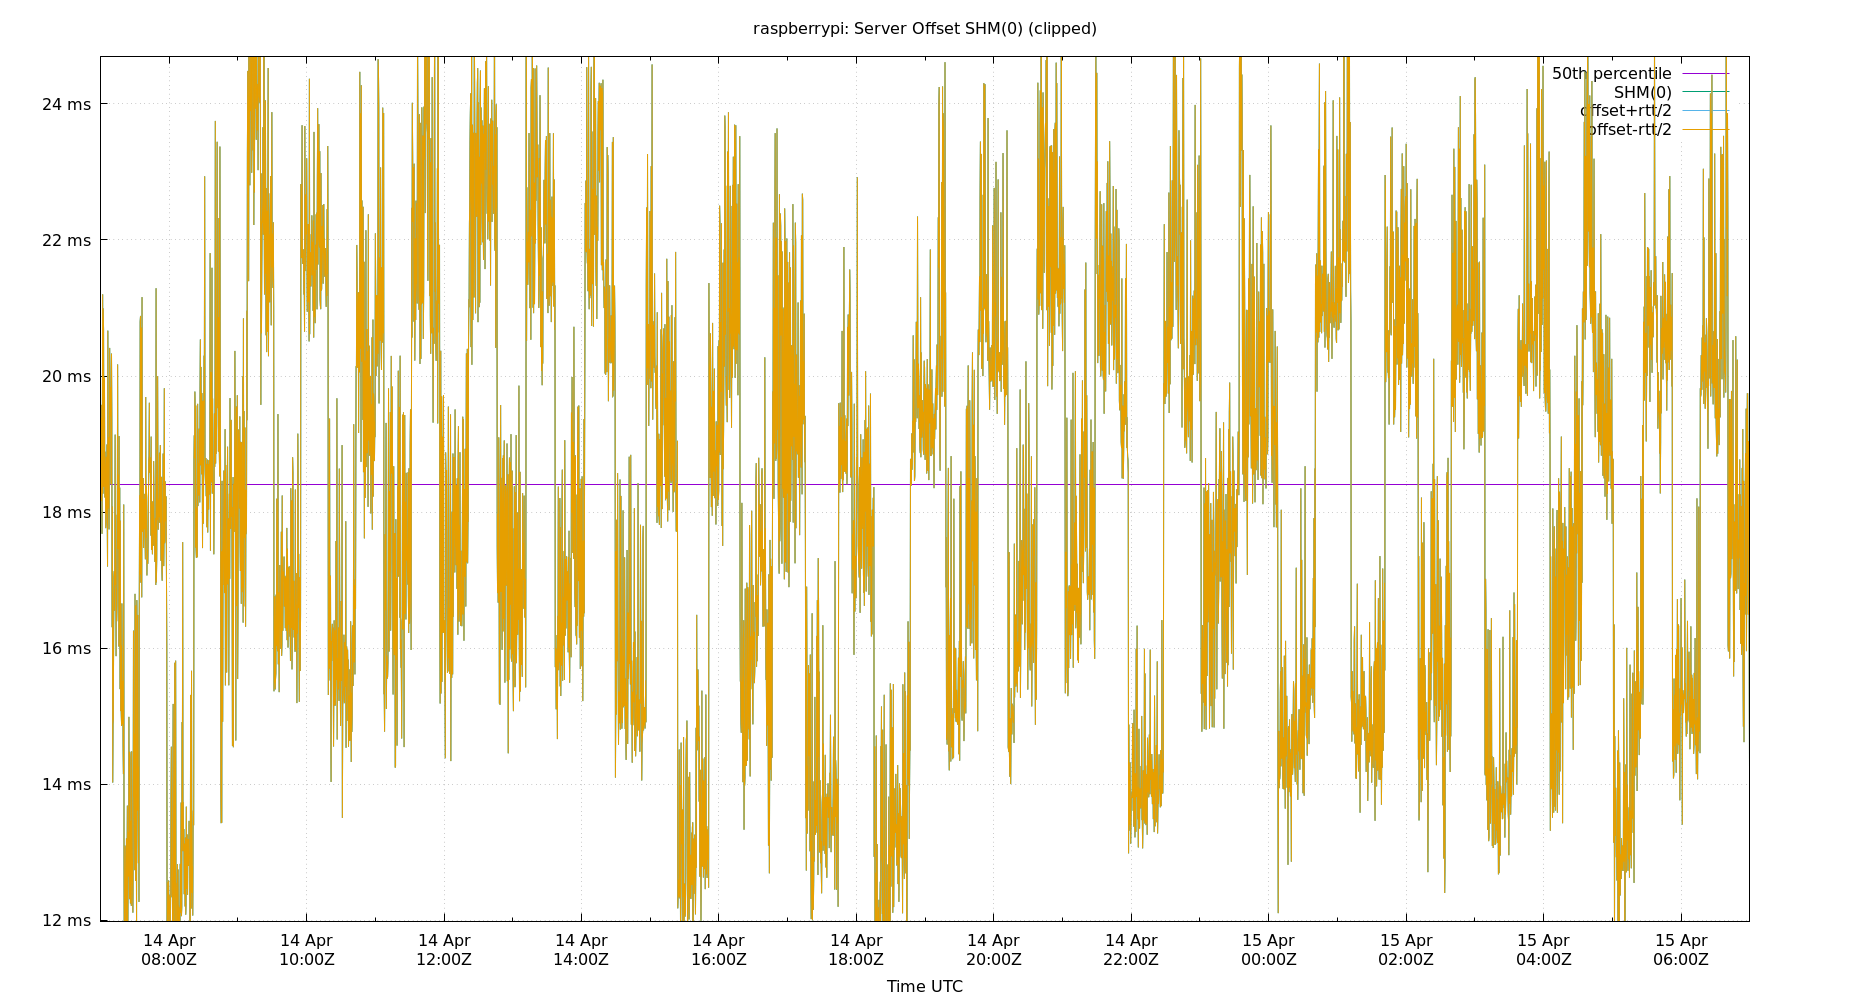 raspberrypi: Server Offset SHM(0) (clipped)
50th percentile
SHM(0)
offset+rtt/2
offset-rtt/2
24 ms
22 ms
20 ms
18 ms
16 ms
14 ms
12 ms
14 Apr 14 Apr 14 Apr 14 Apr 14 Apr 14 Apr 14 Apr 14 Apr 15 Apr 15 Apr 15 Apr 15 Apr
08:00Z 10:00Z 12:00Z 14:00Z 16:00Z 18:00Z 20:00Z 22:00Z 00:00Z 02:00Z 04:00Z 06:00Z
Time UTC